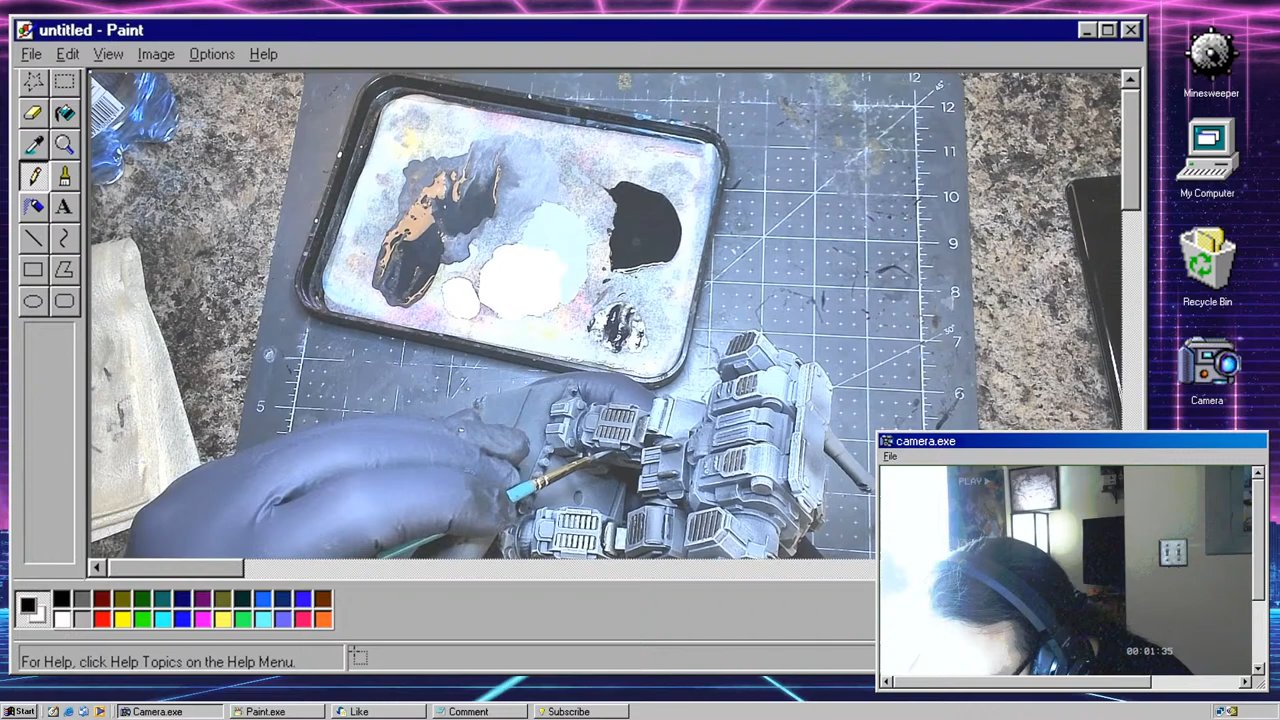 untitled - Paint
File Edit View Image Options Help
12
12
11
10
9
8
7
6
5
Minesweeper
My Computer
Recycle Bin
Camera
camera.exe
File
PLAY
00:01:35
For Help, click Help Topics on the Help Menu.
Start
Camera.exe
Paint.exe
Like
Comment
Subscribe